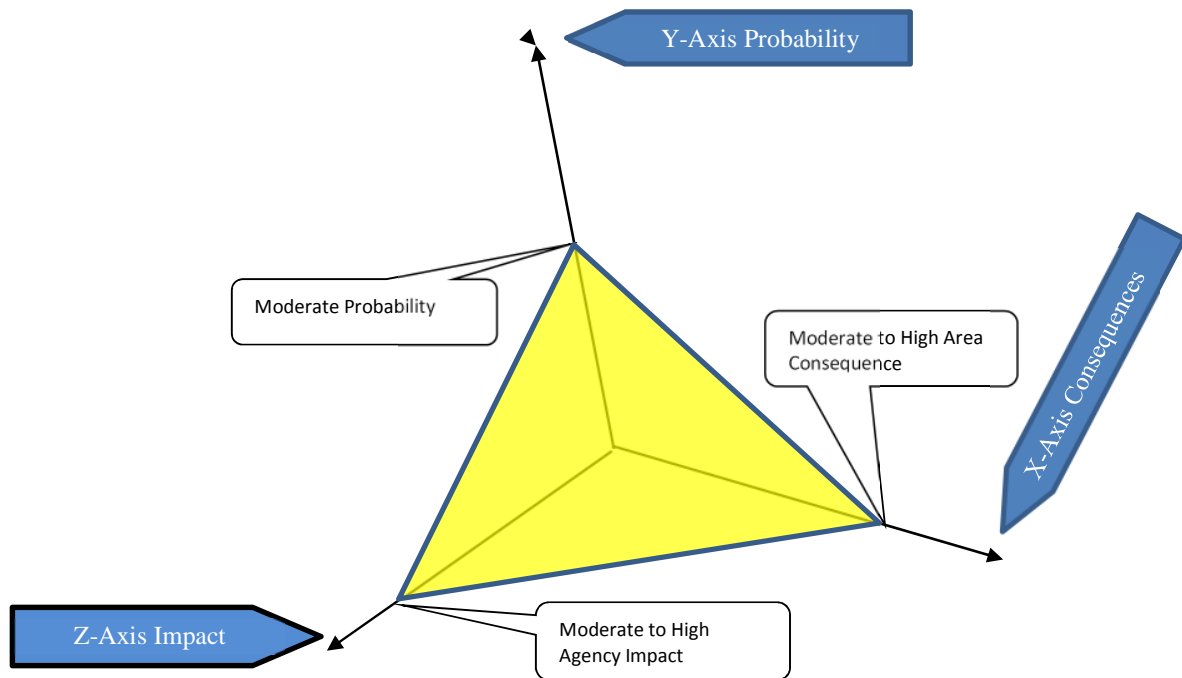 Y-Axis Probability
Moderate Probability
Moderate to High Area
Consequence
X-Axis Consequences
Z-Axis Impact
Moderate to High
Agency Impact